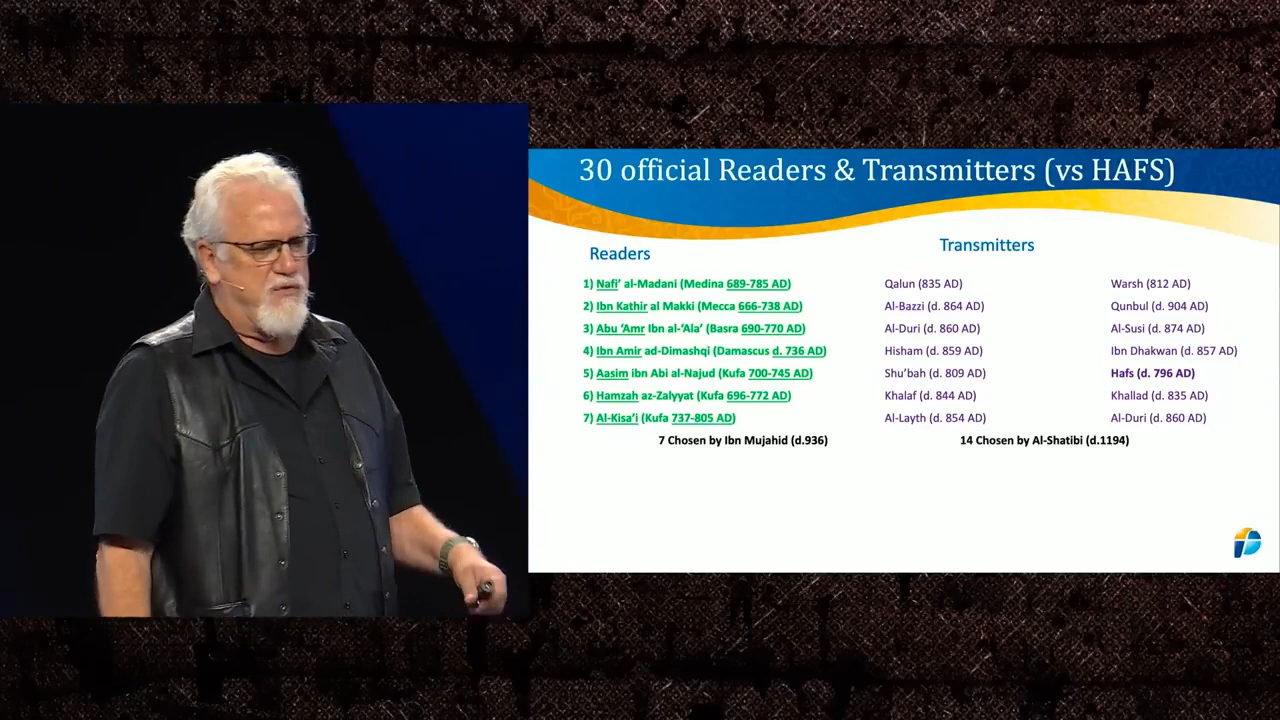 30 official Readers & Transmitters (vs HAFS)
Readers
Transmitters
1) Nafi' al-Madani (Medina 689-785 AD) Qalun (835 AD) Warsh (812 AD)
2) Ibn Kathir al Makki (Mecca 666-738 AD) Al-Bazzi (d. 864 AD) Qunbul (d. 904 AD)
3) Abu ‘Amr Ibn al-‘Ala’ (Basra 690-770 AD) Al-Duri (d. 860 AD) Al-Susi (d. 874 AD)
4) Ibn Amir ad-Dimashqi (Damascus d. 736 AD) Hisham (d. 859 AD) Ibn Dhakwan (d. 857 AD)
5) Aasim ibn Abi al-Najud (Kufa 700-745 AD) Shu’bah (d. 809 AD) Hafs (d. 796 AD)
6) Hamzah az-Zalyyat (Kufa 696-772 AD) Khalaf (d. 844 AD) Khallad (d. 835 AD)
7) Al-Kisa’i (Kufa 737-805 AD) Al-Layth (d. 854 AD) Al-Duri (d. 860 AD)
7 Chosen by Ibn Mujahid (d.936) 14 Chosen by Al-Shatibi (d.1194)